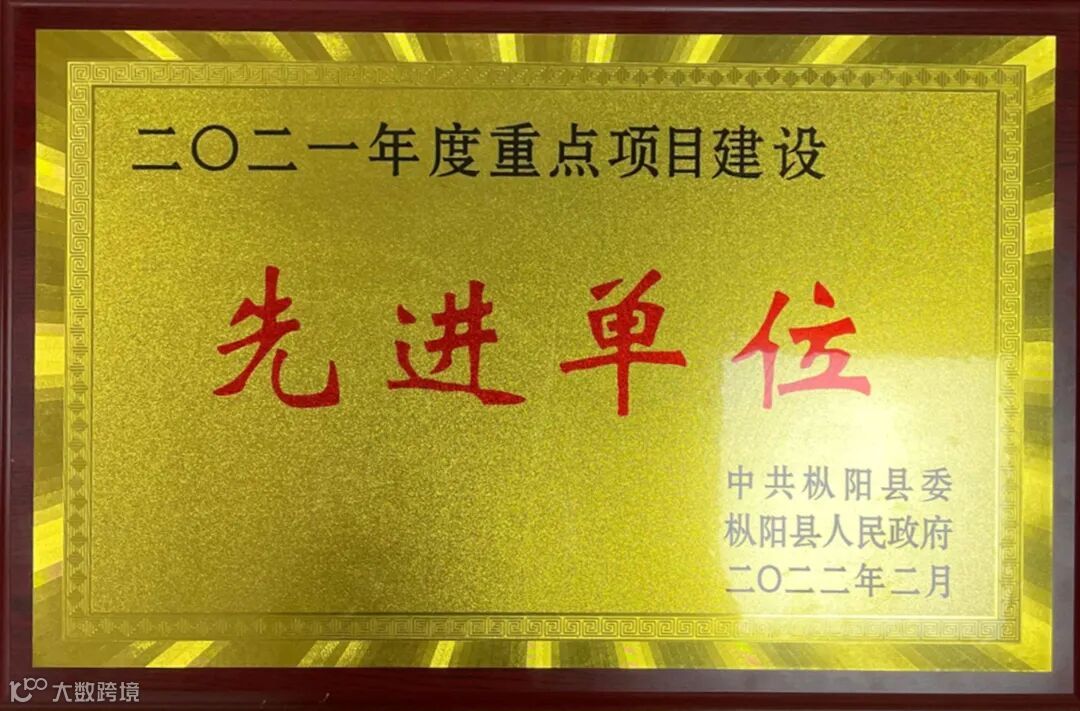 二〇二一年度重点项目建设
先进单位
中共枞阳县委
枞阳县人民政府
二〇二二年二月
大数跨境